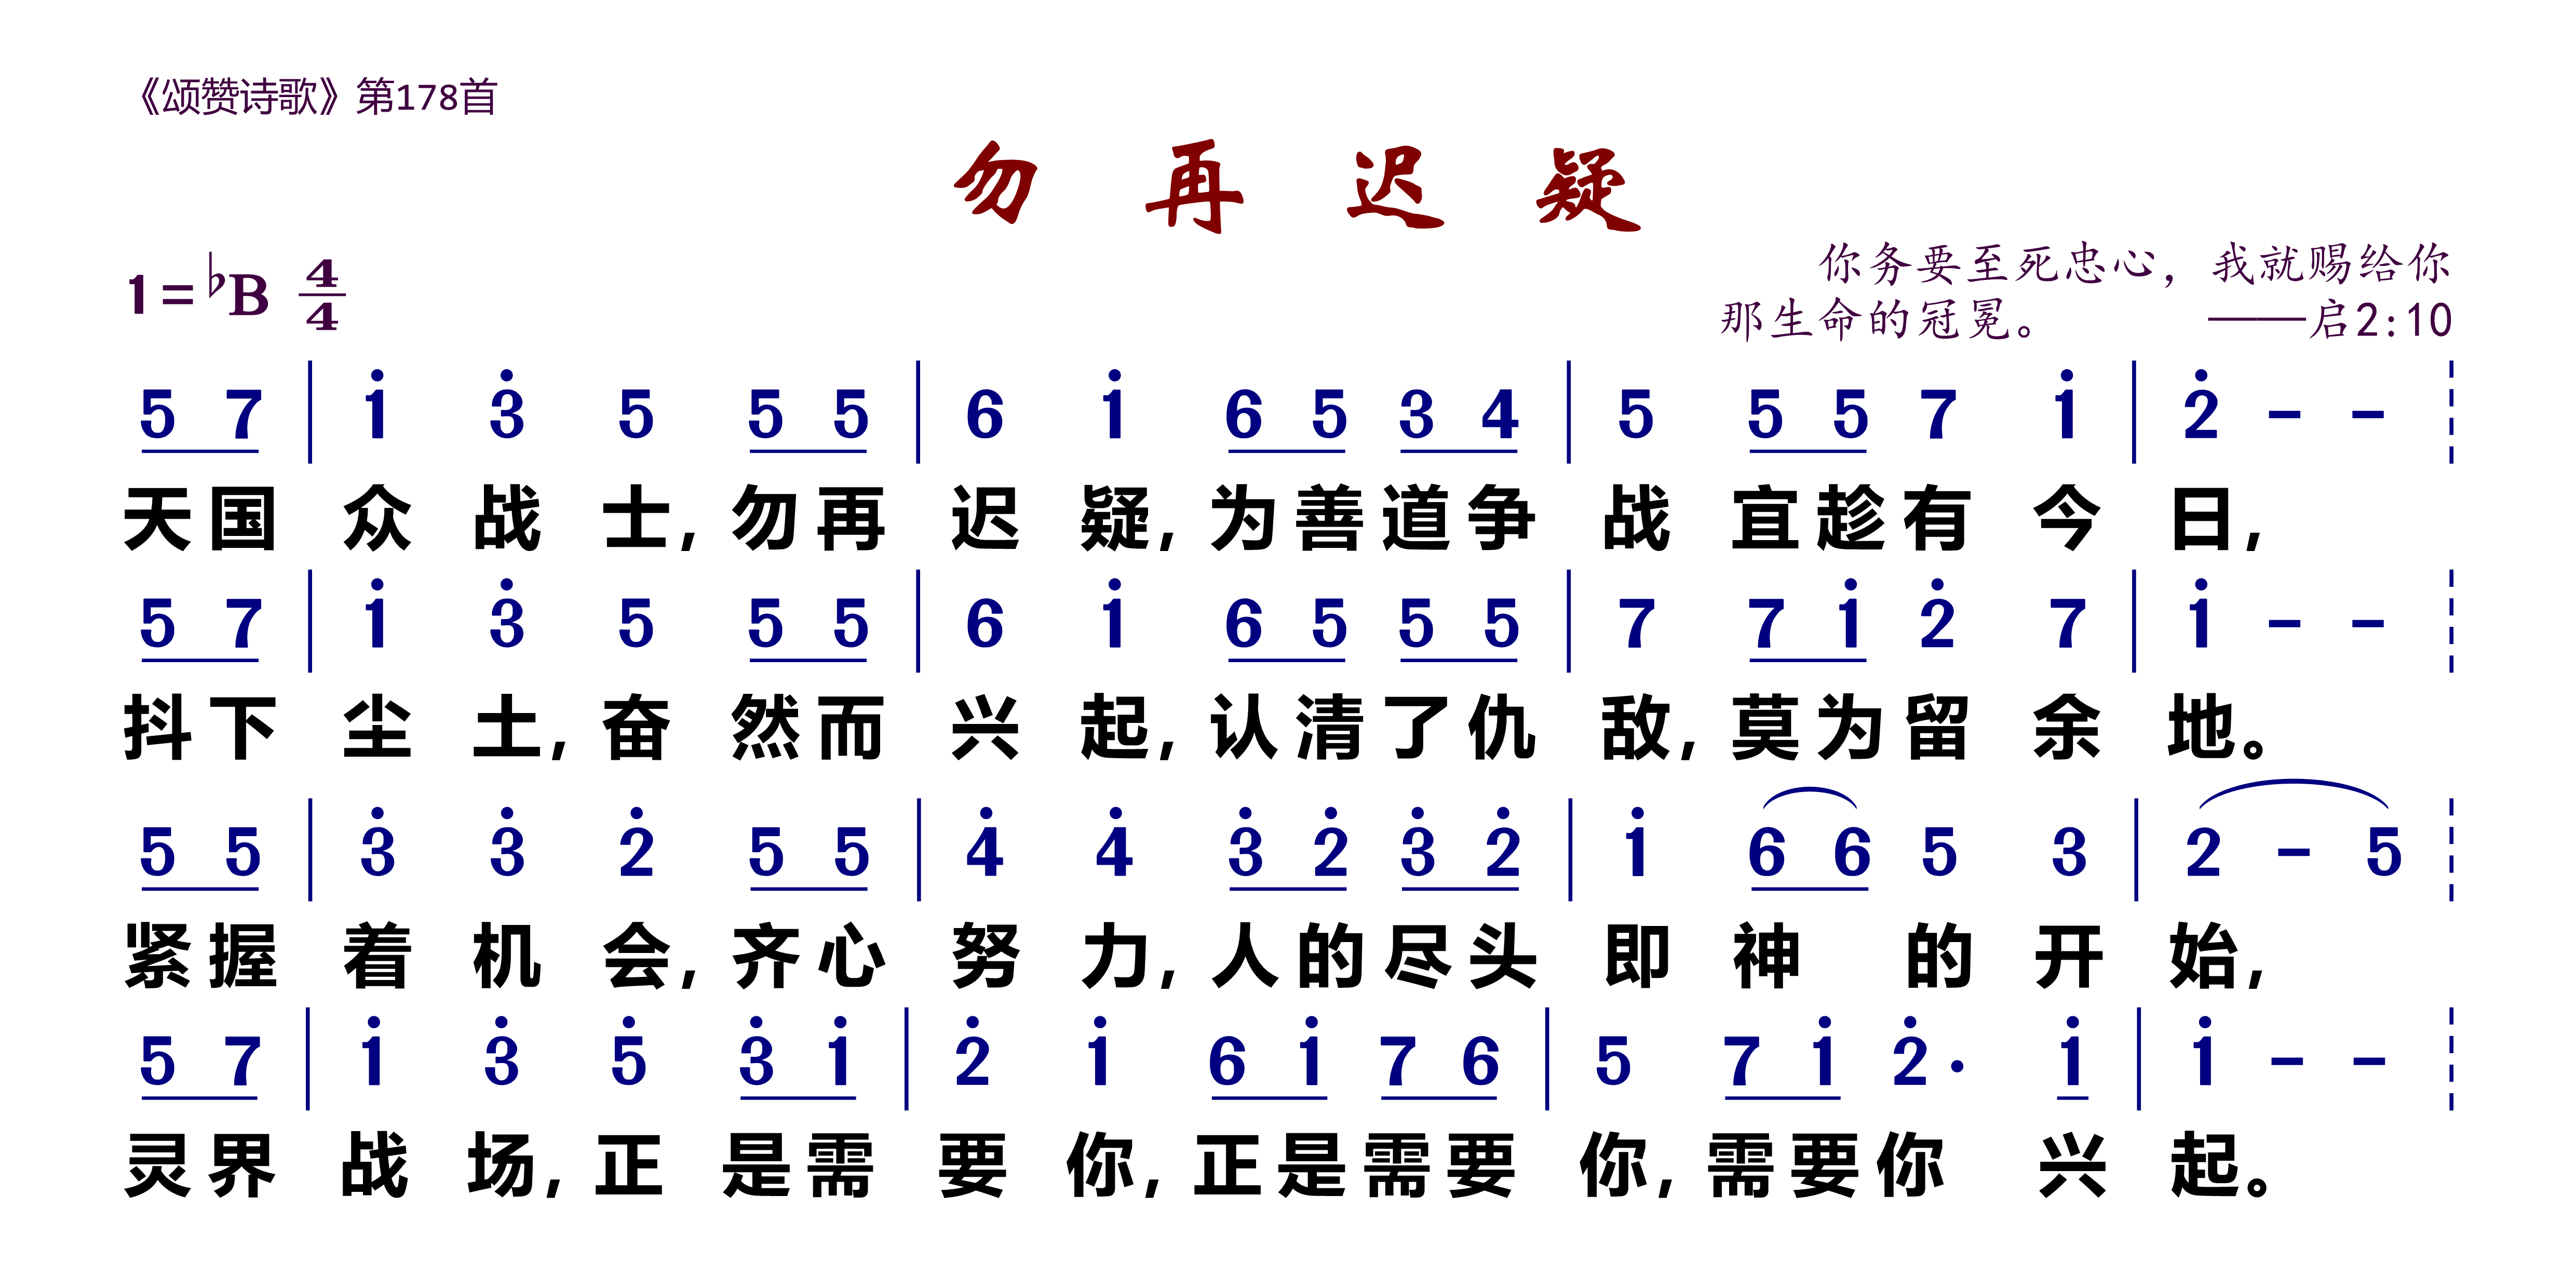 《颂赞诗歌》第178首
勿再迟疑
1=♭B 4/4
你务要至死忠心，我就赐给你
那生命的冠冕。 ——启2:10
5 7 | 1̇ 3̇ 5 5 5 | 6 1̇ 6 5 3 4 | 5 5 5 7 1̇ | 2̇ – –
天国众战士,勿再迟疑,为善道争战宜趁有今日,
5 7 | 1̇ 3̇ 5 5 5 | 6 1̇ 6 5 5 5 | 7 7 1̇ 2̇ 7 | 1̇ – –
抖下尘土,奋然而兴起,认清了仇敌,莫为留余地。
5 5 | 3̇ 3̇ 2̇ 5 5 | 4̇ 4̇ 3̇ 2̇ 3̇ 2̇ | 1̇ 6 6 5 3 | 2 – 5
紧握着机会,齐心努力,人的尽头即神的开始,
5 7 | 1̇ 3̇ 5̇ 3̇ 1̇ | 2̇ 1̇ 6 1̇ 7 6 | 5 7 1̇ 2̇· 1̇ | 1̇ – –
灵界战场,正是需要你,正是需要你,需要你兴起。